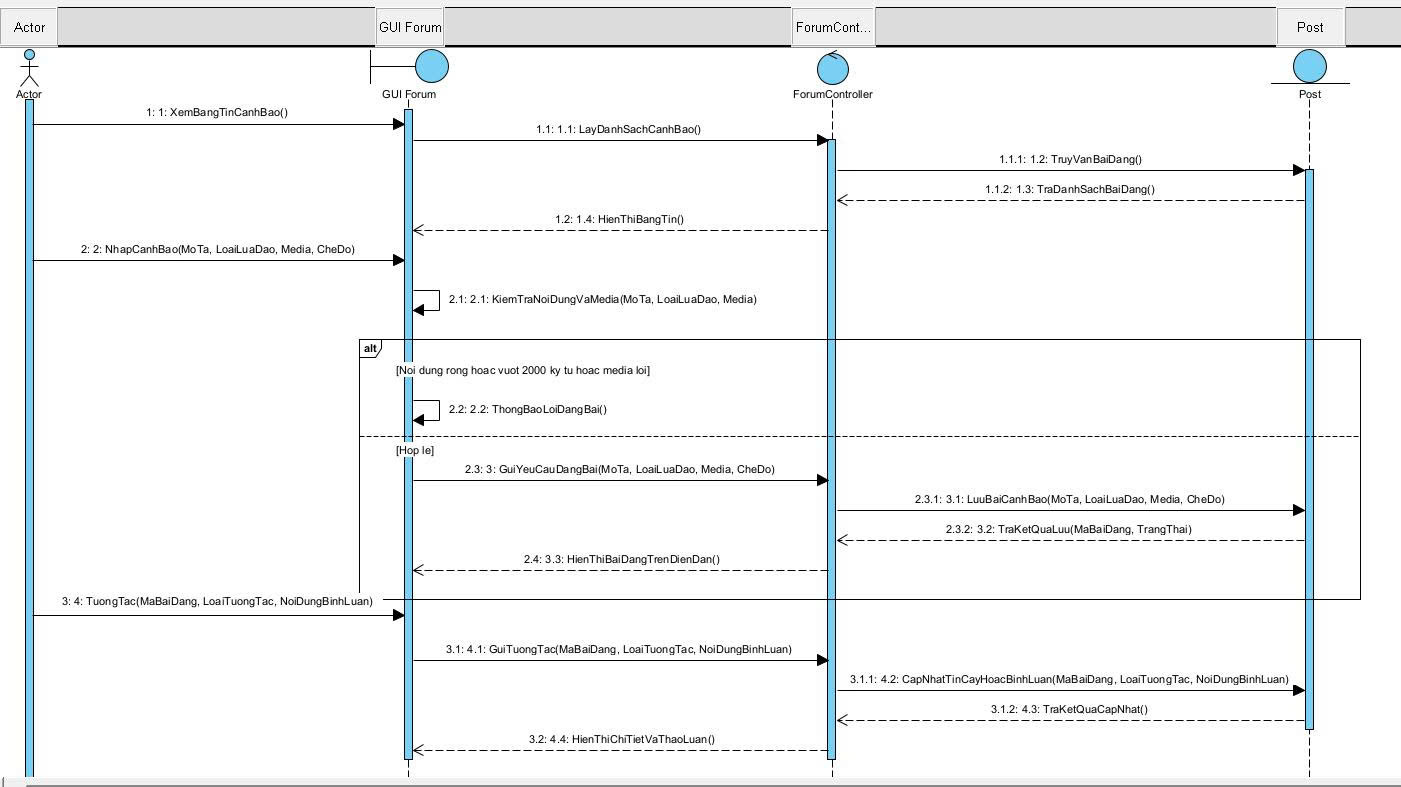 Actor
GUI Forum
ForumCont...
Post
Actor
GUI Forum
ForumController
Post
1: 1: XemBangTinCanhBao()
1.1: 1.1: LayDanhSachCanhBao()
1.1.1: 1.2: TruyVanBaiDang()
1.1.2: 1.3: TraDanhSachBaiDang()
1.2: 1.4: HienThiBangTin()
2: 2: NhapCanhBao(MoTa, LoaiLuaDao, Media, CheDo)
2.1: 2.1: KiemTraNoiDungVaMedia(MoTa, LoaiLuaDao, Media)
alt
[Noi dung rong hoac vuot 2000 ky tu hoac media loi]
2.2: 2.2: ThongBaoLoiDangBai()
[Hop le]
2.3: 3: GuiYeuCauDangBai(MoTa, LoaiLuaDao, Media, CheDo)
2.3.1: 3.1: LuuBaiCanhBao(MoTa, LoaiLuaDao, Media, CheDo)
2.3.2: 3.2: TraKetQuaLuu(MaBaiDang, TrangThai)
2.4: 3.3: HienThiBaiDangTrenDienDan()
3: 4: TuongTac(MaBaiDang, LoaiTuongTac, NoiDungBinhLuan)
3.1: 4.1: GuiTuongTac(MaBaiDang, LoaiTuongTac, NoiDungBinhLuan)
3.1.1: 4.2: CapNhatTinCayHoacBinhLuan(MaBaiDang, LoaiTuongTac, NoiDungBinhLuan)
3.1.2: 4.3: TraKetQuaCapNhat()
3.2: 4.4: HienThiChiTietVaThaoLuan()